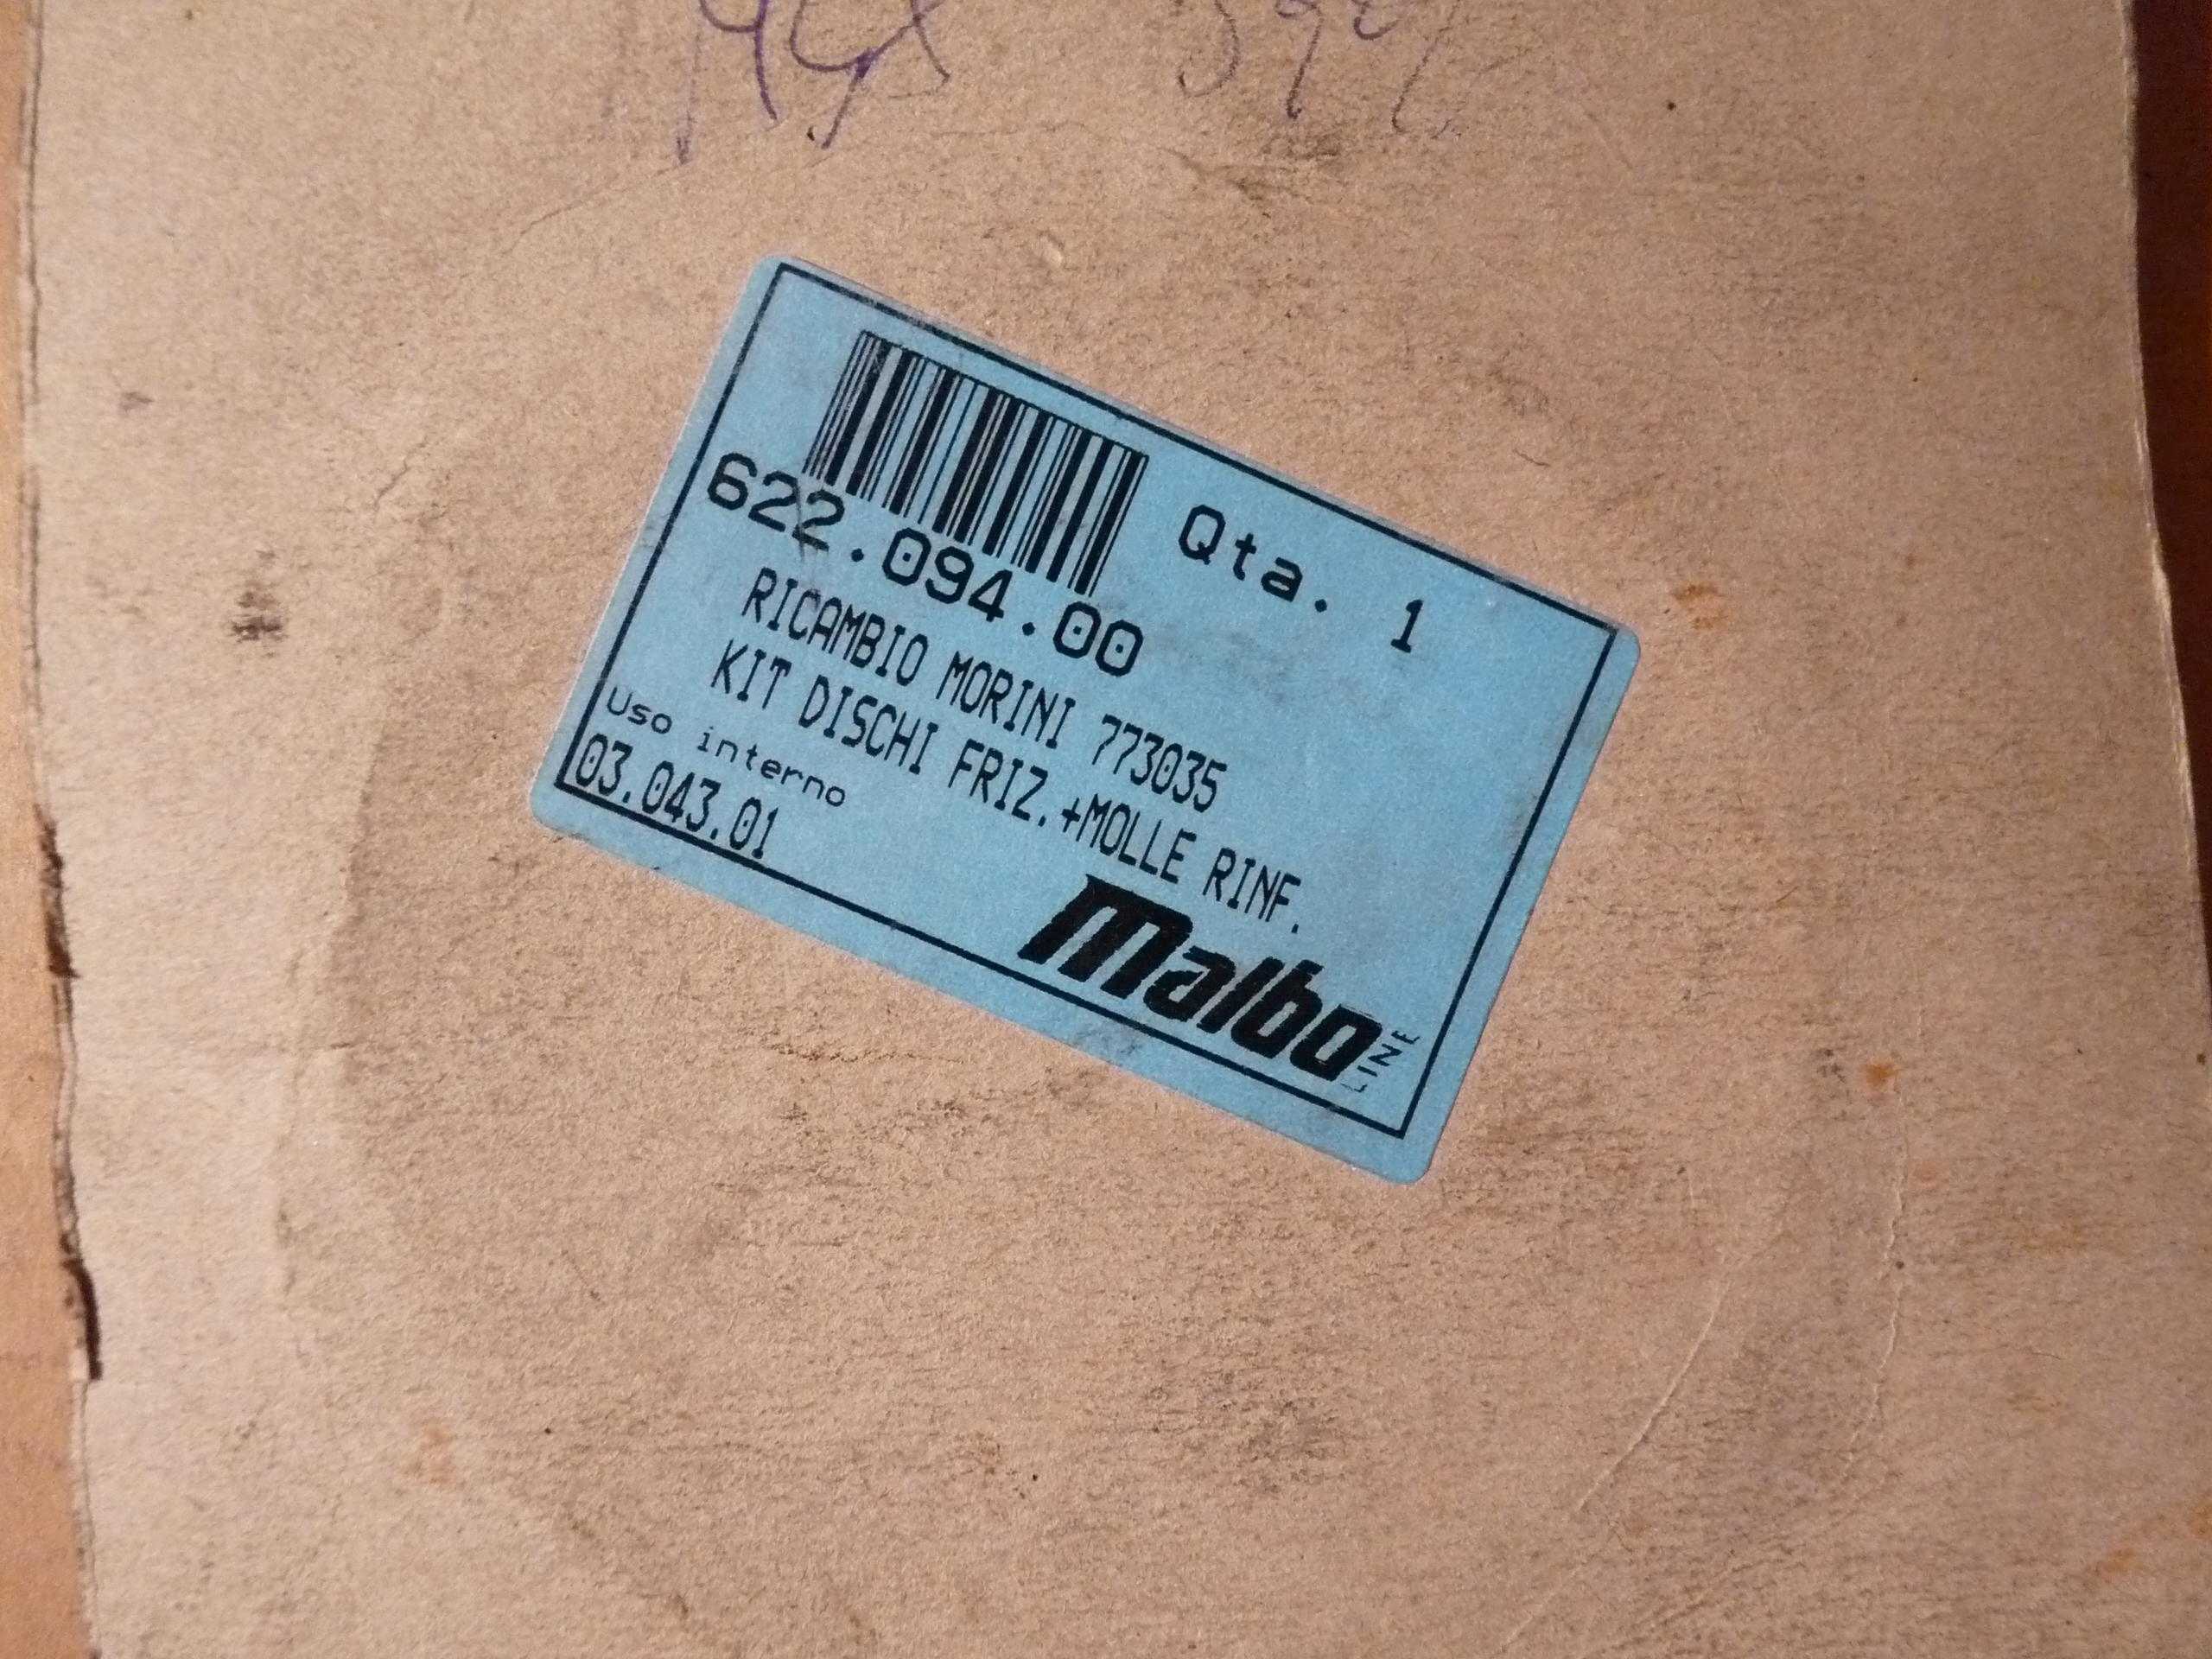 Qta. 1
622.094.00
RICAMBIO MORINI 773035
KIT DISCHI FRIZ.+MOLLE RINF.
Uso interno
03.043.01
Malbo
LINE